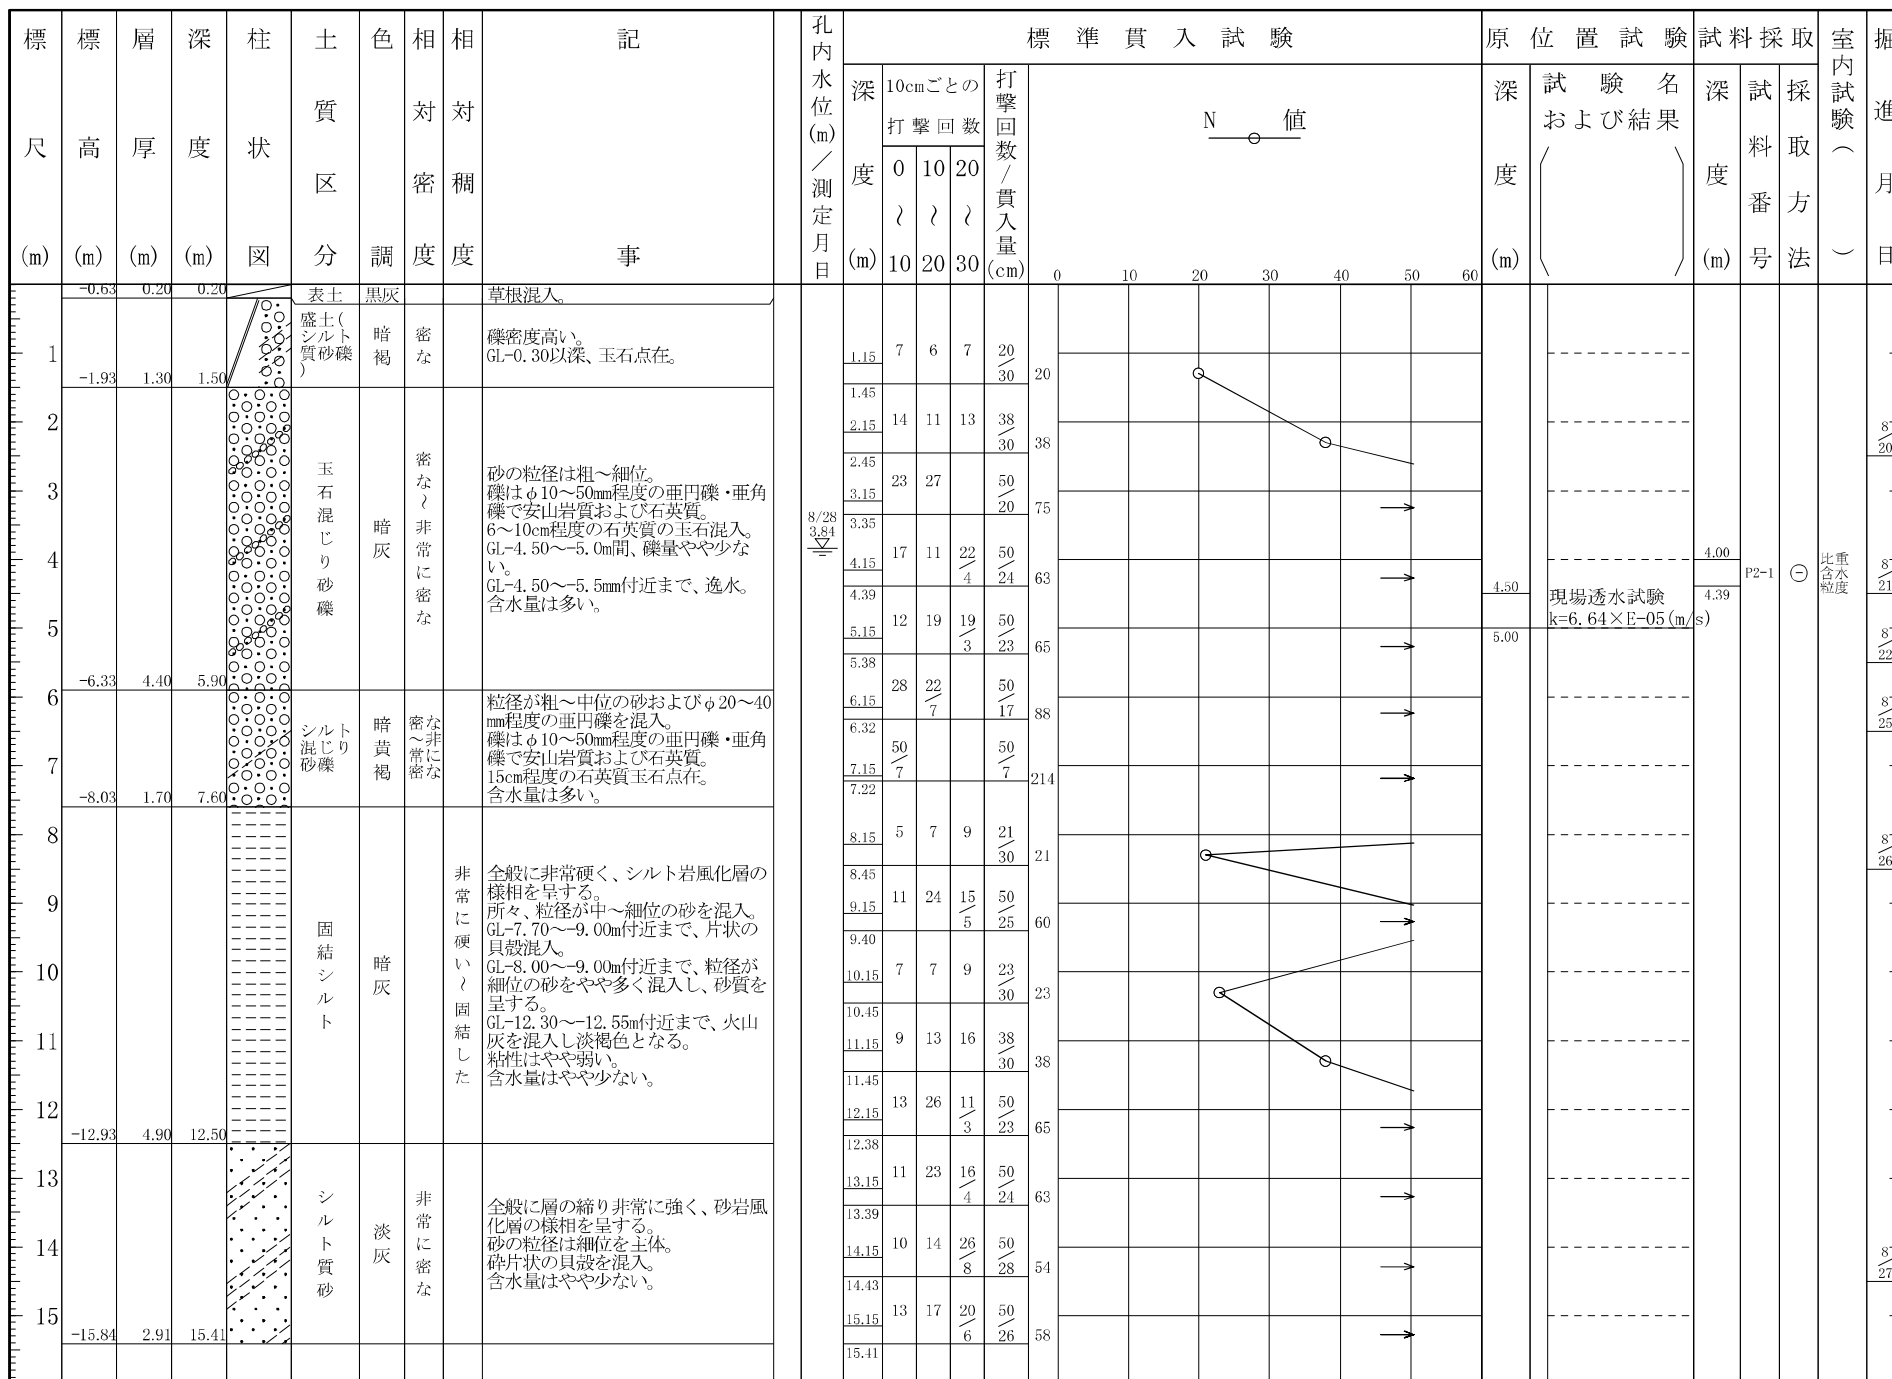 標尺(m)
標高(m)
層厚(m)
深度(m)
柱状図
土質区分
色調
相対密度
相対稠度
記事
孔内水位(m)／測定月日
標準貫入試験
深度(m)
10cmごとの
打撃回数
0〜10
10〜20
20〜30
打撃回数/貫入量(cm)
N 値
0 10 20 30 40 50 60
原位置試験
深度(m)
試験名
および結果
試料採取
深度(m)
試料番号
採取方法
室内試験( )
掘進月日
-0.63 0.20 0.20
表土
黒灰
草根混入。
1
-1.93 1.30 1.50
盛土(
シルト
質砂礫
)
暗褐
密な
礫密度高い。
GL-0.30以深、玉石点在。
2
3
4
5
-6.33 4.40 5.90
玉石混じり砂礫
暗灰
密な〜非常に密な
砂の粒径は粗〜細位。
礫はφ10〜50mm程度の亜円礫・亜角
礫で安山岩質および石英質。
6〜10cm程度の石英質の玉石混入。
GL-4.50〜-5.0m間、礫量やや少な
い。
GL-4.50〜-5.5mm付近まで、逸水。
含水量は多い。
6
7
-8.03 1.70 7.60
シルト
混じり
砂礫
暗黄褐
密な
〜非
常に
密な
粒径が粗〜中位の砂およびφ20〜40
mm程度の亜円礫を混入。
礫はφ10〜50mm程度の亜円礫・亜角
礫で安山岩質および石英質。
15cm程度の石英質玉石点在。
含水量は多い。
8
9
10
11
12
-12.93 4.90 12.50
固結シルト
暗灰
非常に硬い〜固結した
全般に非常硬く、シルト岩風化層の
様相を呈する。
所々、粒径が中〜細位の砂を混入。
GL-7.70〜-9.00m付近まで、片状の
貝殻混入。
GL-8.00〜-9.00m付近まで、粒径が
細位の砂をやや多く混入し、砂質を
呈する。
GL-12.30〜-12.55m付近まで、火山
灰を混入し淡褐色となる。
粘性はやや弱い。
含水量はやや少ない。
13
14
15
-15.84 2.91 15.41
シルト質砂
淡灰
非常に密な
全般に層の締り非常に強く、砂岩風
化層の様相を呈する。
砂の粒径は細位を主体。
砕片状の貝殻を混入。
含水量はやや少ない。
8/28
3.84
1.15 7 6 7 20/30 20
1.45
2.15 14 11 13 38/30 38
2.45
3.15 23 27 50/20 75
3.35
4.15 17 11 22/4 50/24 63
4.39
5.15 12 19 19/3 50/23 65
5.38
6.15 28 22/7 50/17 88
6.32
7.15 50/7 50/7 214
7.22
8.15 5 7 9 21/30 21
8.45
9.15 11 24 15/5 50/25 60
9.40
10.15 7 7 9 23/30 23
10.45
11.15 9 13 16 38/30 38
11.45
12.15 13 26 11/3 50/23 65
12.38
13.15 11 23 16/4 50/24 63
13.39
14.15 10 14 26/8 50/28 54
14.43
15.15 13 17 20/6 50/26 58
15.41
4.50
現場透水試験
k=6.64×E-05(m/s)
5.00
4.00
4.39
P2-1
比重
含水
粒度
8/20
8/21
8/22
8/25
8/26
8/27